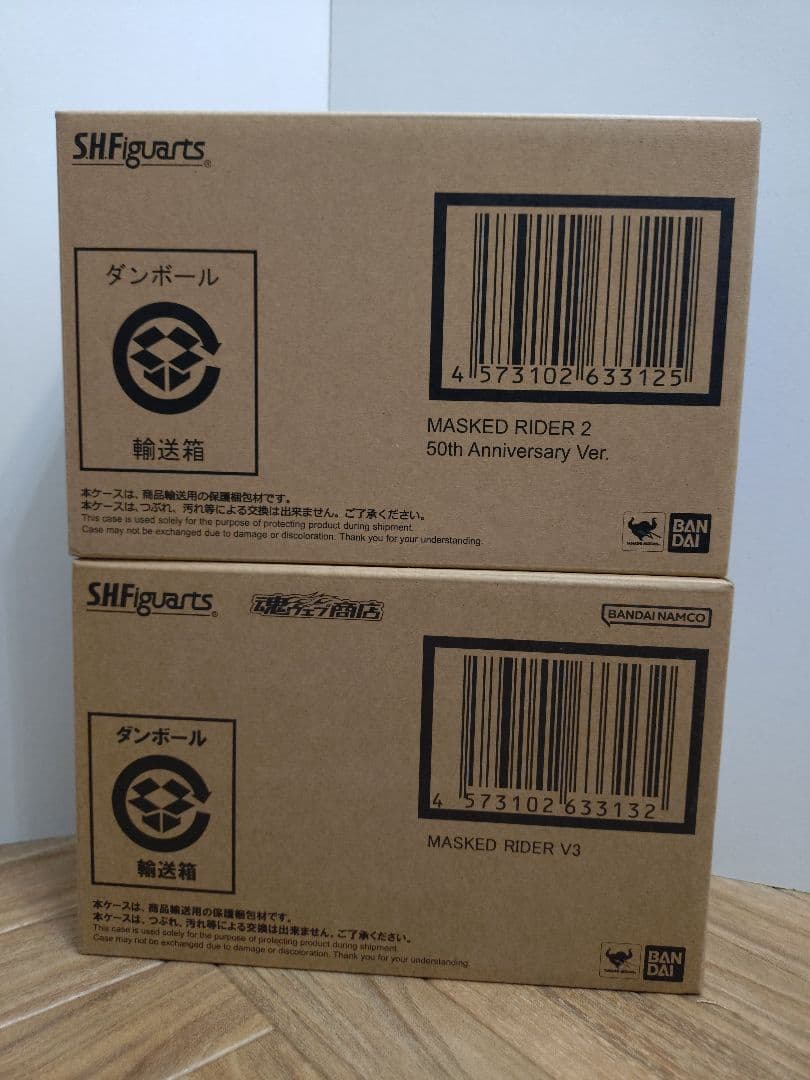 S.H.Figuarts®
ダンボール
輸送箱
4 573102 633125
MASKED RIDER 2
50th Anniversary Ver.
本ケースは、商品輸送用の保護梱包材です。
本ケースは、つぶれ、汚れ等による交換は出来ません。ご了承ください。
This case is used solely for the purpose of protecting product during shipment.
Case may not be exchanged due to damage or discoloration. Thank you for your understanding.
BAN
DAI
S.H.Figuarts®
魂ウェブ商店
BANDAI NAMCO
ダンボール
輸送箱
4 573102 633132
MASKED RIDER V3
本ケースは、商品輸送用の保護梱包材です。
本ケースは、つぶれ、汚れ等による交換は出来ません。ご了承ください。
This case is used solely for the purpose of protecting product during shipment.
Case may not be exchanged due to damage or discoloration. Thank you for your understanding.
BAN
DAI